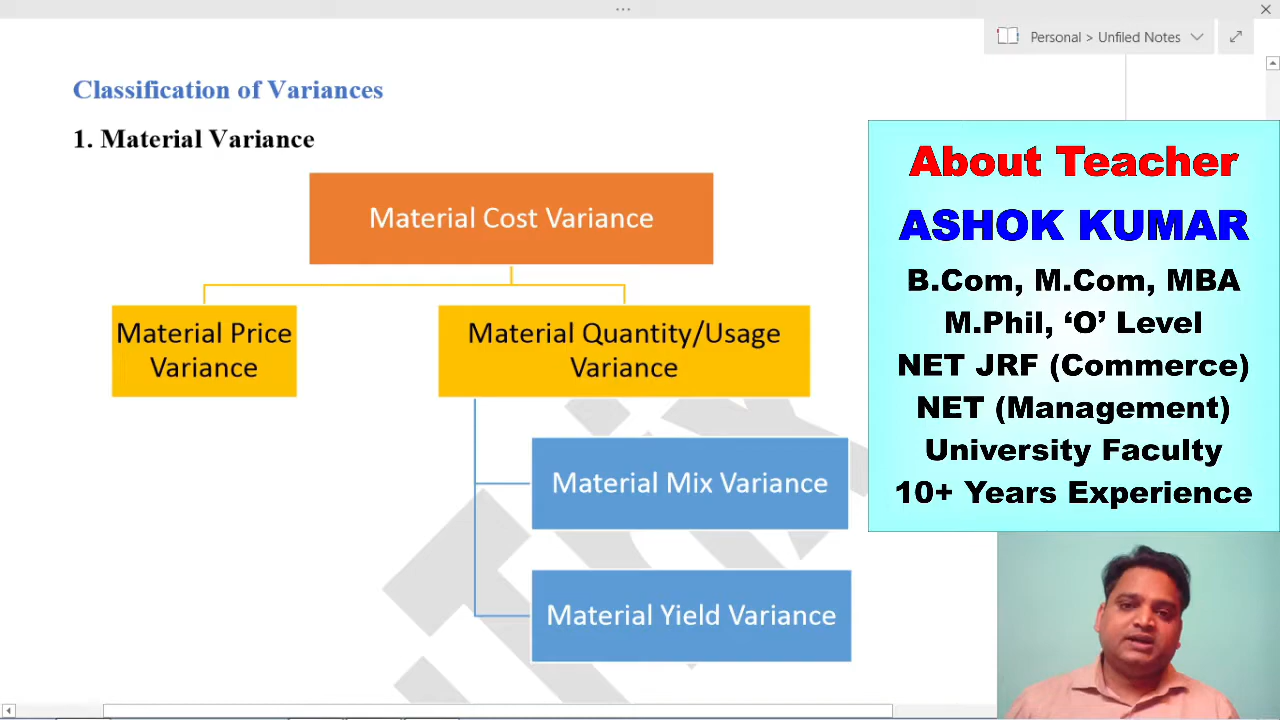 Personal > Unfiled Notes
Classification of Variances
1. Material Variance
Material Cost Variance
Material Price
Variance
Material Quantity/Usage
Variance
Material Mix Variance
Material Yield Variance
About Teacher
ASHOK KUMAR
B.Com, M.Com, MBA
M.Phil, ‘O’ Level
NET JRF (Commerce)
NET (Management)
University Faculty
10+ Years Experience